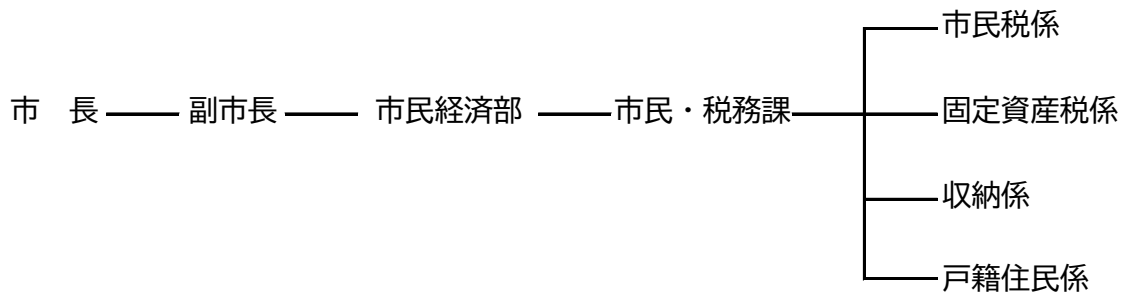 市民税係
市　長
副市長
市民経済部
市民・税務課
固定資産税係
収納係
戸籍住民係